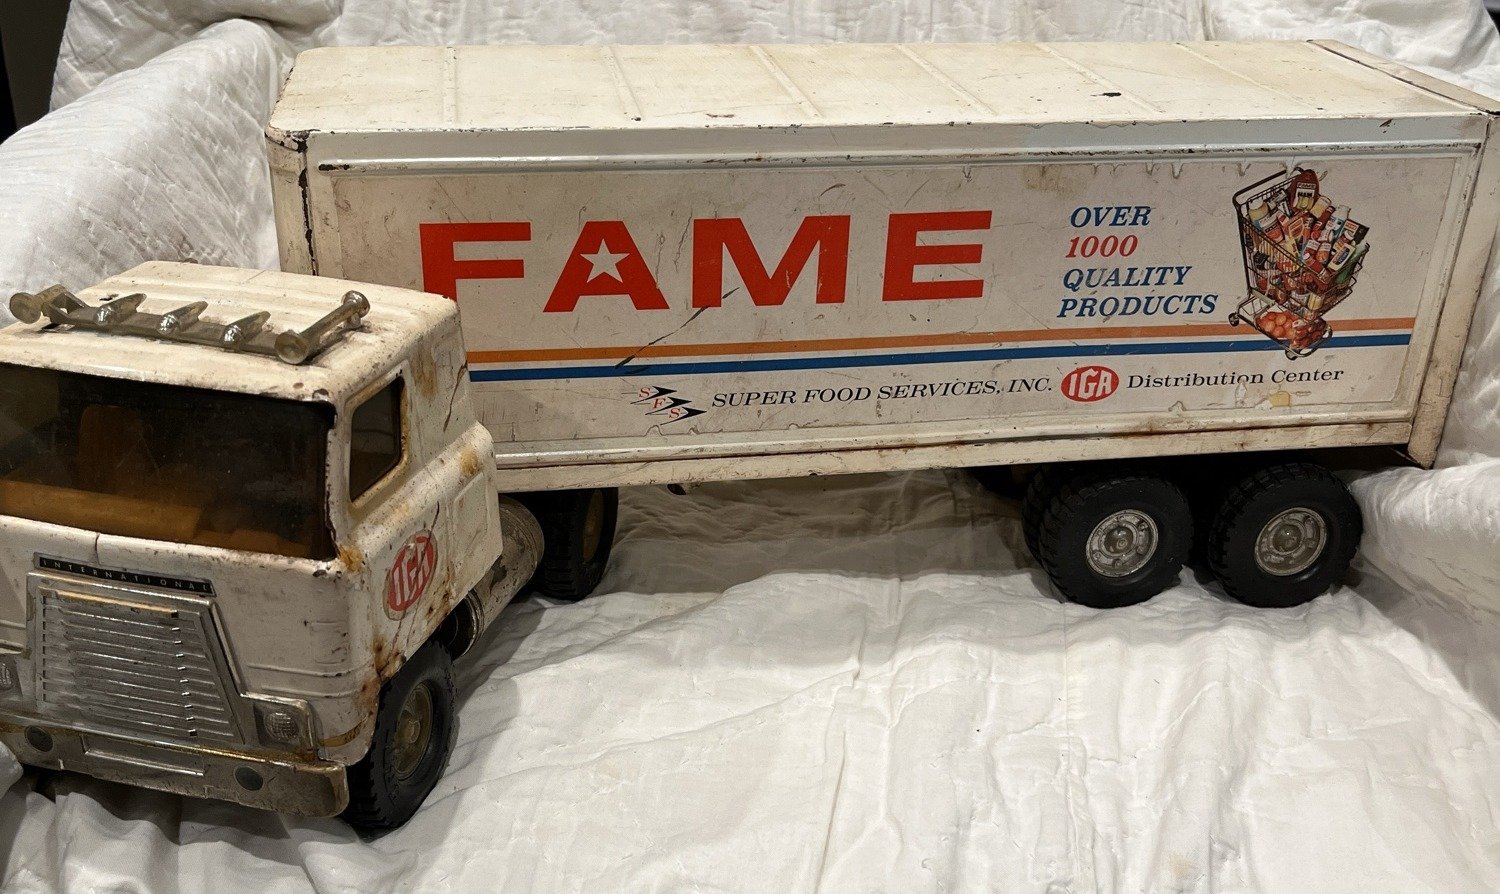 FAME
OVER
1000
QUALITY
PRODUCTS
SFS SUPER FOOD SERVICES, INC. IGA Distribution Center
INTERNATIONAL
IGA